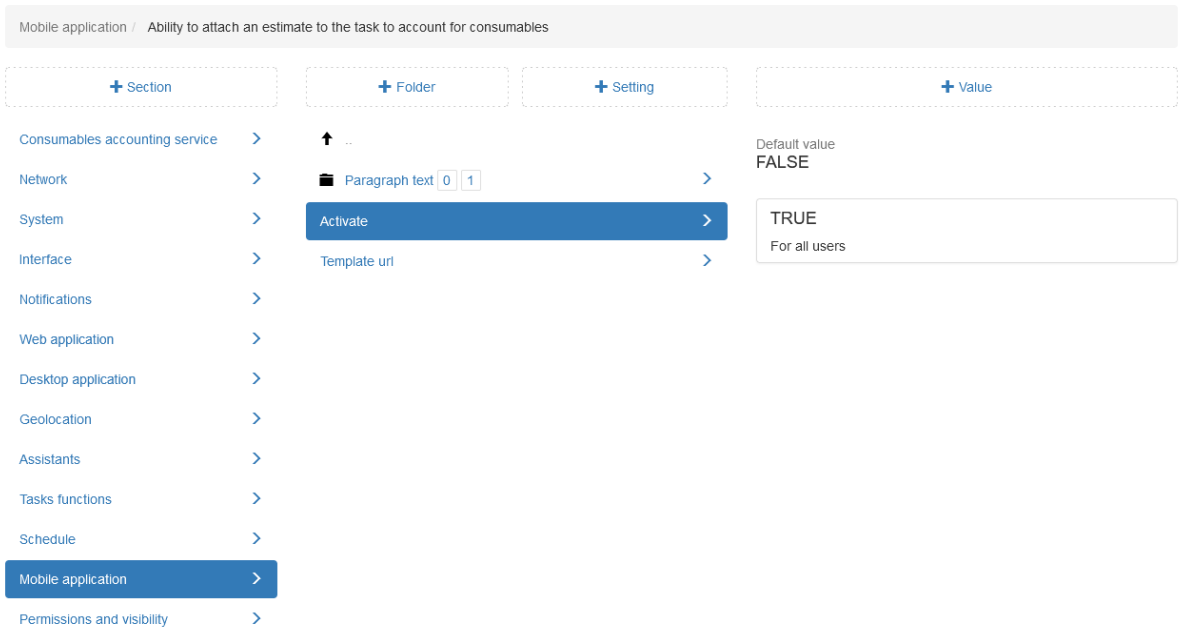 Mobile application / Ability to attach an estimate to the task to account for consumables
+ Section
+ Folder
+ Setting
+ Value
Consumables accounting service
Network
System
Interface
Notifications
Web application
Desktop application
Geolocation
Assistants
Tasks functions
Schedule
Mobile application
Permissions and visibility
..
Paragraph text 0 1
Activate
Template url
Default value
FALSE
TRUE
For all users